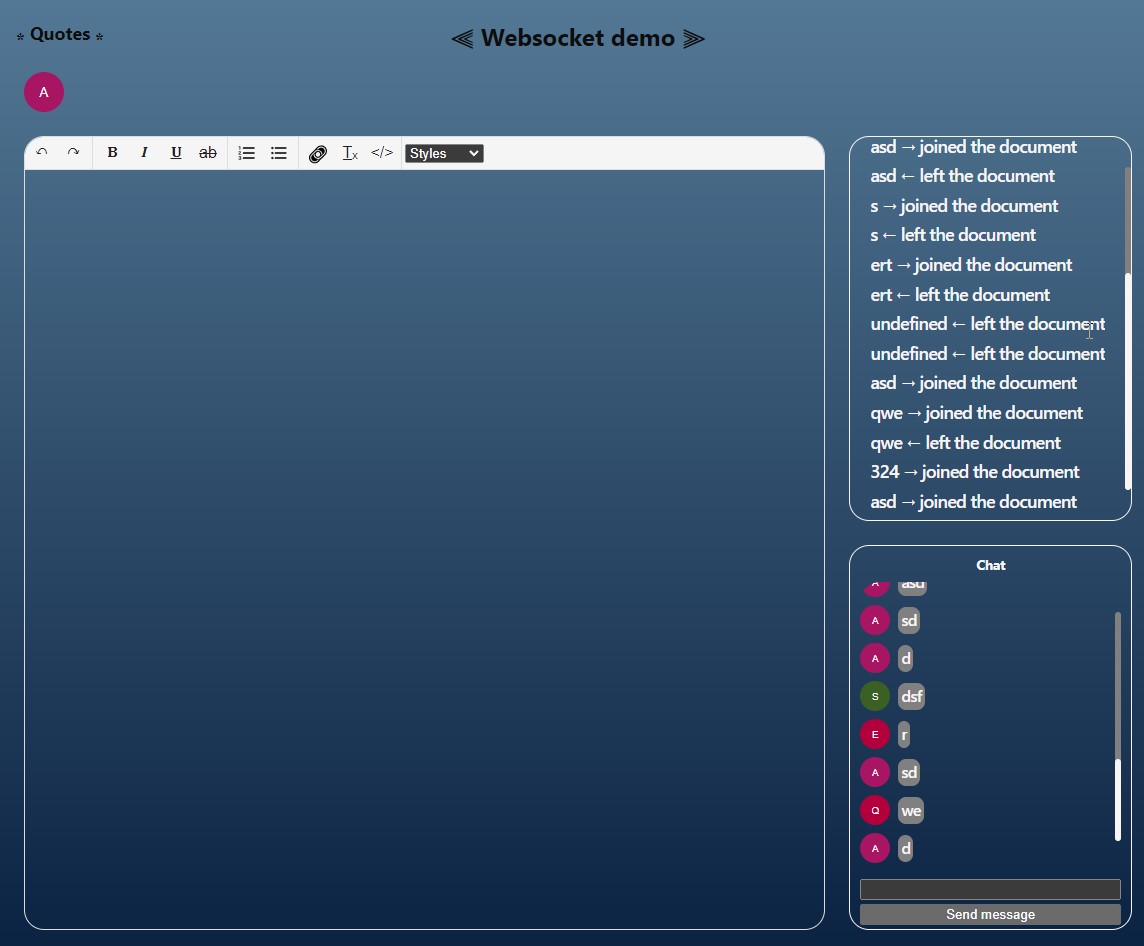 * Quotes *
⫷ Websocket demo ⫸
A
↶ ↷ B I U ab Tx </> Styles
asd → joined the document
asd ← left the document
s → joined the document
s ← left the document
ert → joined the document
ert ← left the document
undefined ← left the document
undefined ← left the document
asd → joined the document
qwe → joined the document
qwe ← left the document
324 → joined the document
asd → joined the document
Chat
A asd
A sd
A d
S dsf
E r
A sd
Q we
A d
Send message